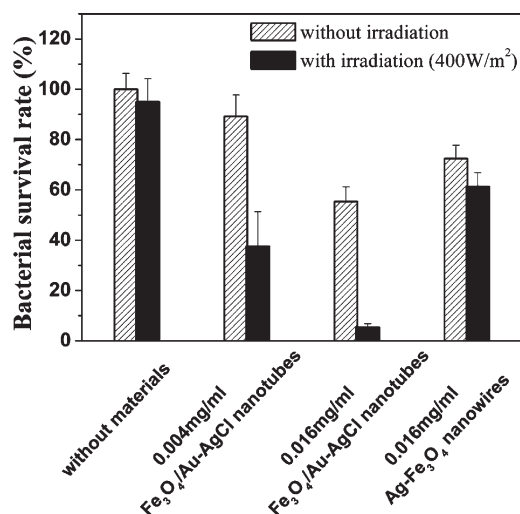 without irradiation
with irradiation (400W/m²)
Bacterial survival rate (%)
120
100
80
60
40
20
0
without materials
0.004mg/ml
Fe₃O₄/Au-AgCl nanotubes
0.016mg/ml
Fe₃O₄/Au-AgCl nanotubes
0.016mg/ml
Ag-Fe₃O₄ nanowires